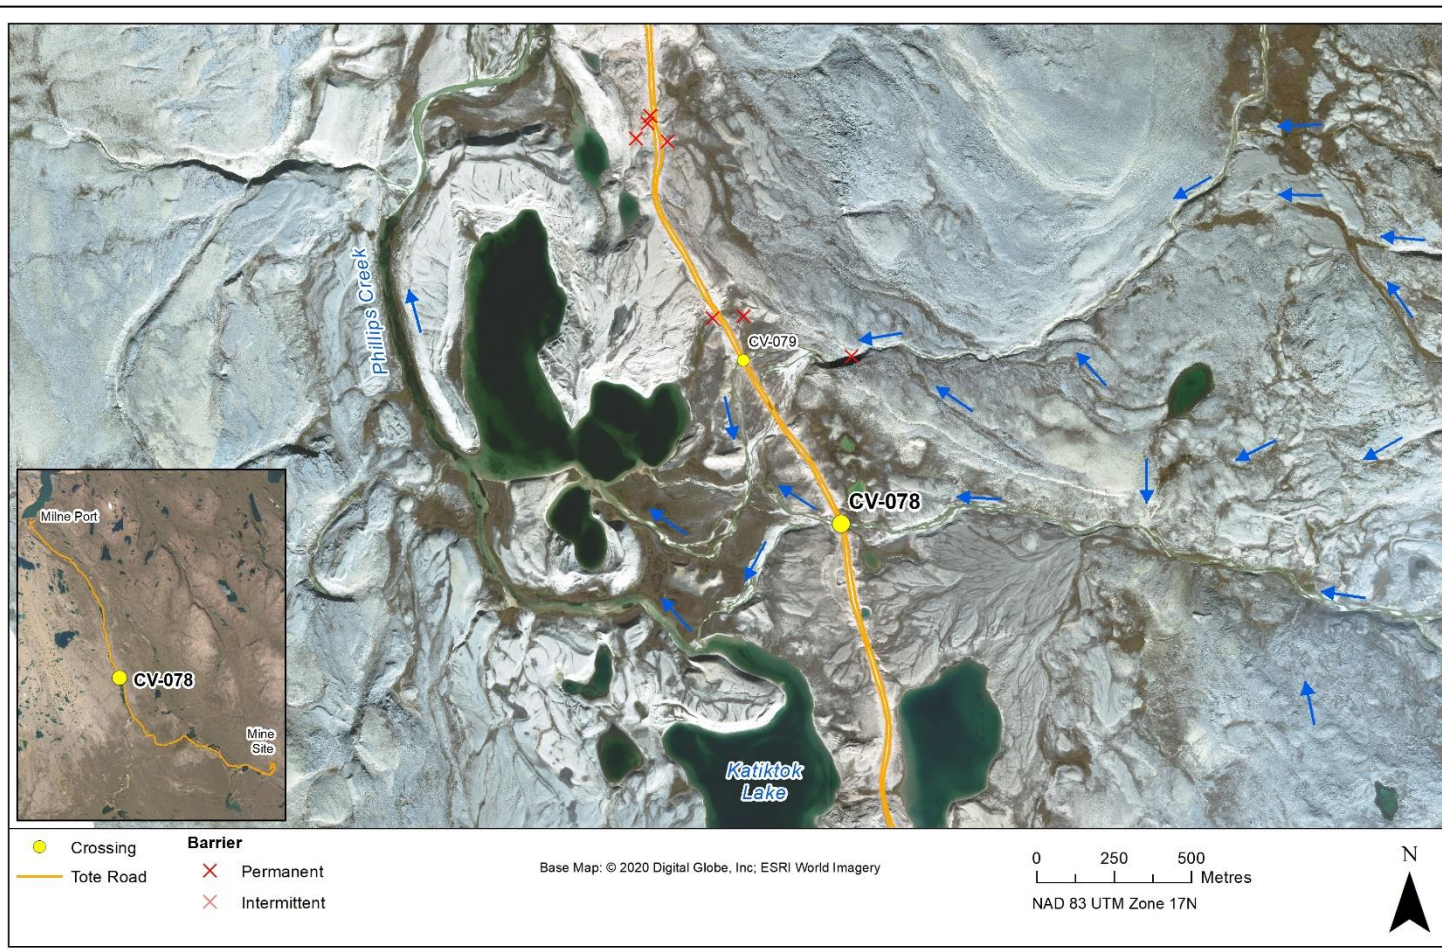 Phillips Creek
CV-079
CV-078
Katiktok
Lake
Milne Port
CV-078
Mine
Site
Crossing
Tote Road
Barrier
Permanent
Intermittent
Base Map: © 2020 Digital Globe, Inc; ESRI World Imagery
0 250 500
Metres
NAD 83 UTM Zone 17N
N